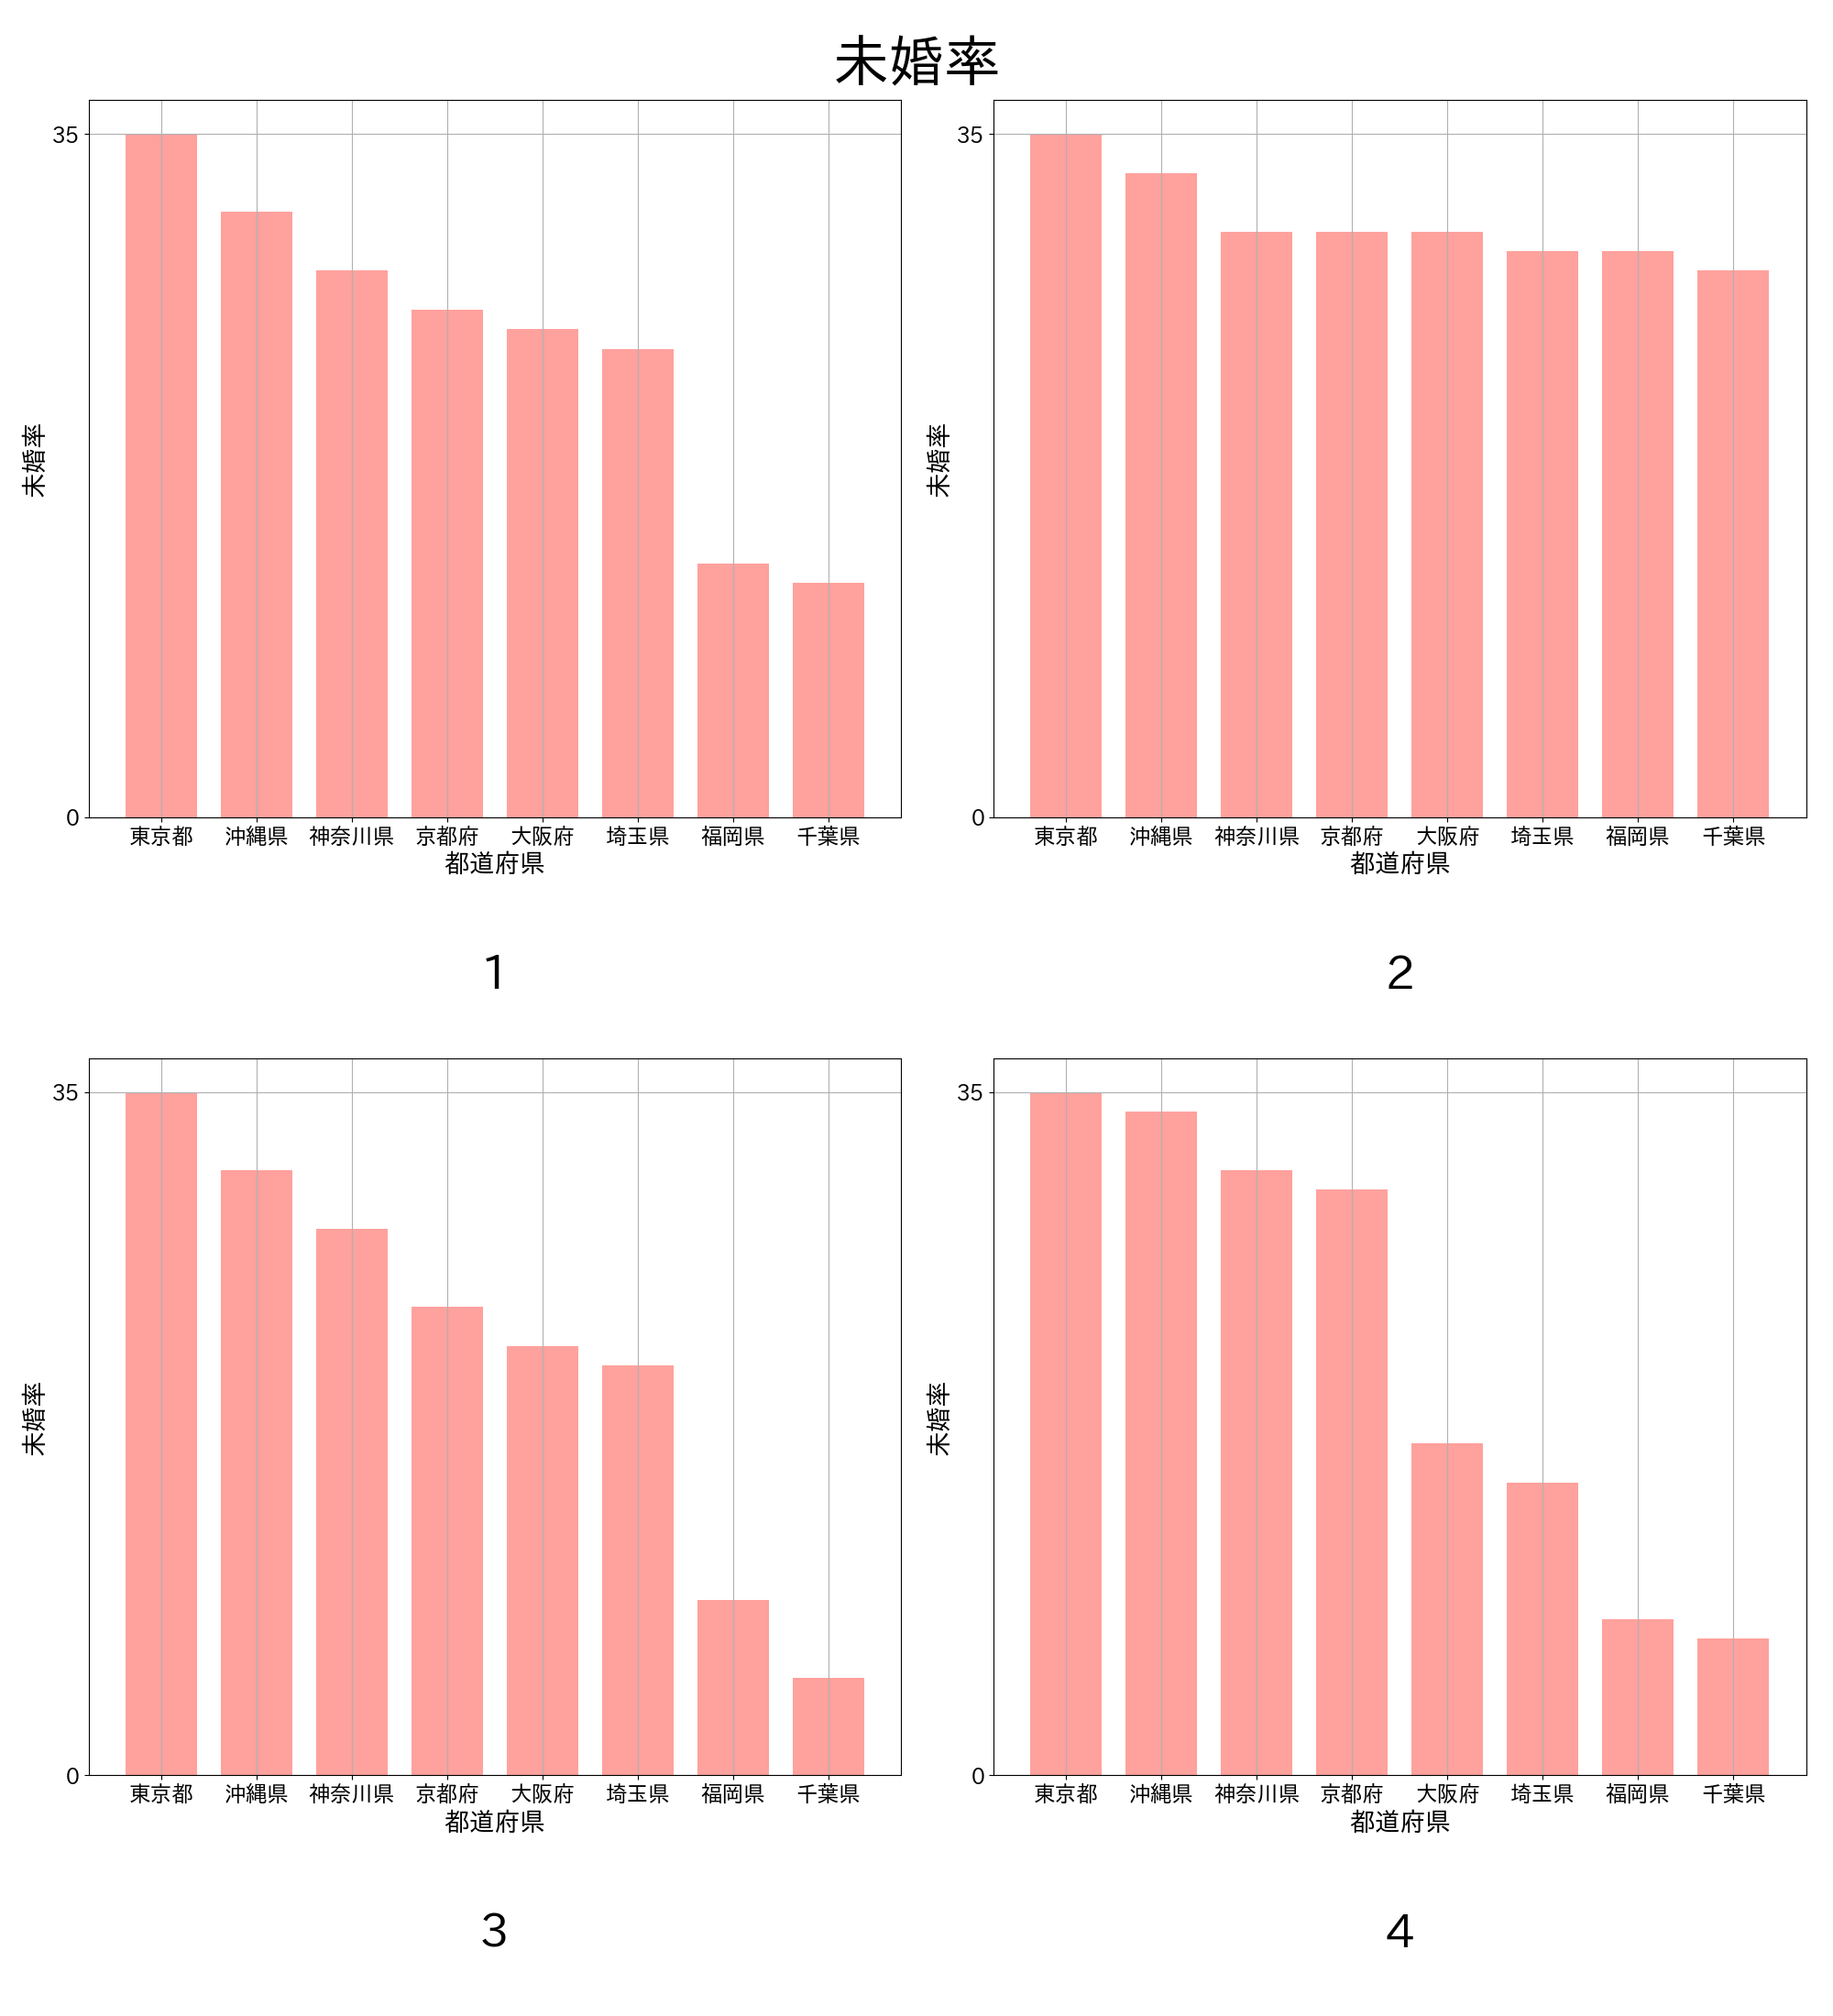 未婚率
35
0
未婚率
東京都 沖縄県 神奈川県 京都府 大阪府 埼玉県 福岡県 千葉県
都道府県
1
35
0
未婚率
東京都 沖縄県 神奈川県 京都府 大阪府 埼玉県 福岡県 千葉県
都道府県
2
35
0
未婚率
東京都 沖縄県 神奈川県 京都府 大阪府 埼玉県 福岡県 千葉県
都道府県
3
35
0
未婚率
東京都 沖縄県 神奈川県 京都府 大阪府 埼玉県 福岡県 千葉県
都道府県
4